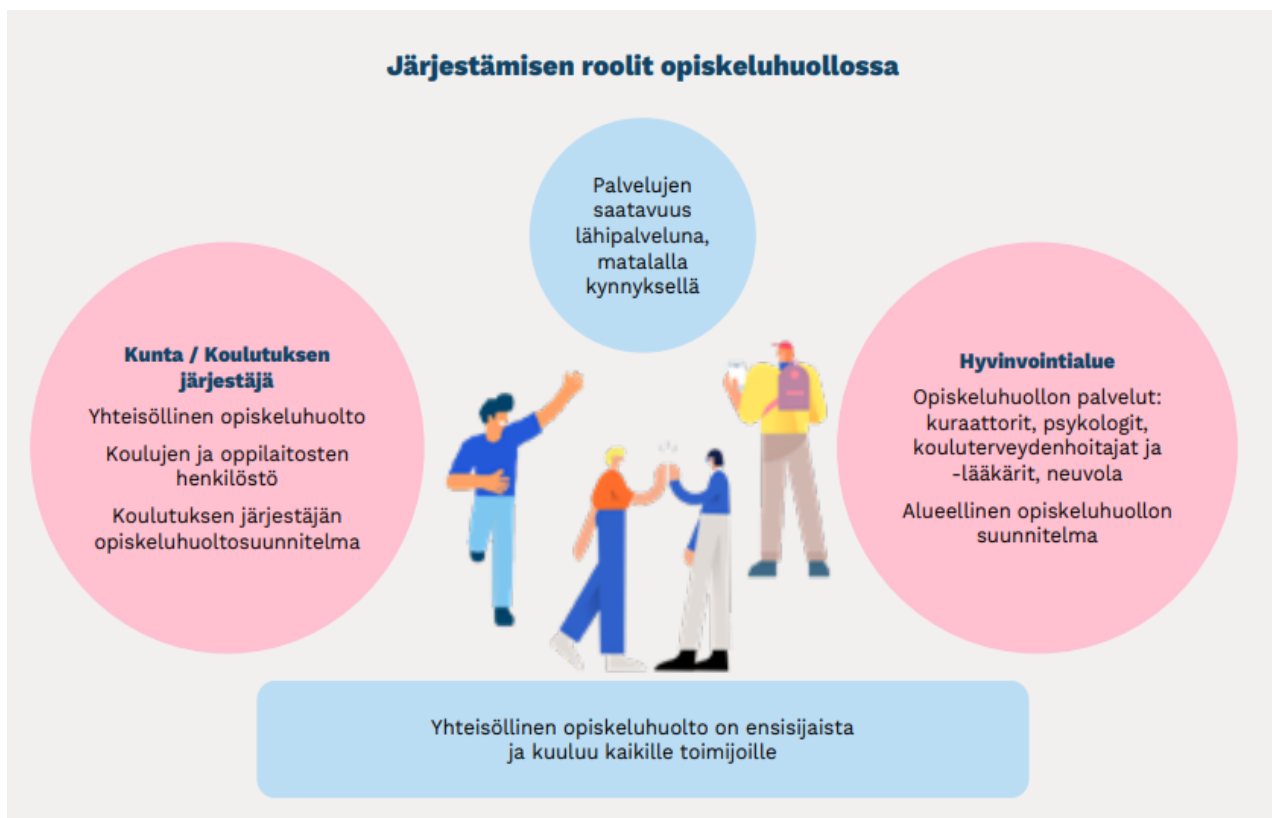 Järjestämisen roolit opiskeluhuollossa
Palvelujen
saatavuus
lähipalveluna,
matalalla
kynnyksellä
Kunta / Koulutuksen
järjestäjä
Yhteisöllinen opiskeluhuolto
Koulujen ja oppilaitosten
henkilöstö
Koulutuksen järjestäjän
opiskeluhuoltosuunnitelma
Hyvinvointialue
Opiskeluhuollon palvelut:
kuraattorit, psykologit,
kouluterveydenhoitajat ja
-lääkärit, neuvola
Alueellinen opiskeluhuollon
suunnitelma
Yhteisöllinen opiskeluhuolto on ensisijaista
ja kuuluu kaikille toimijoille